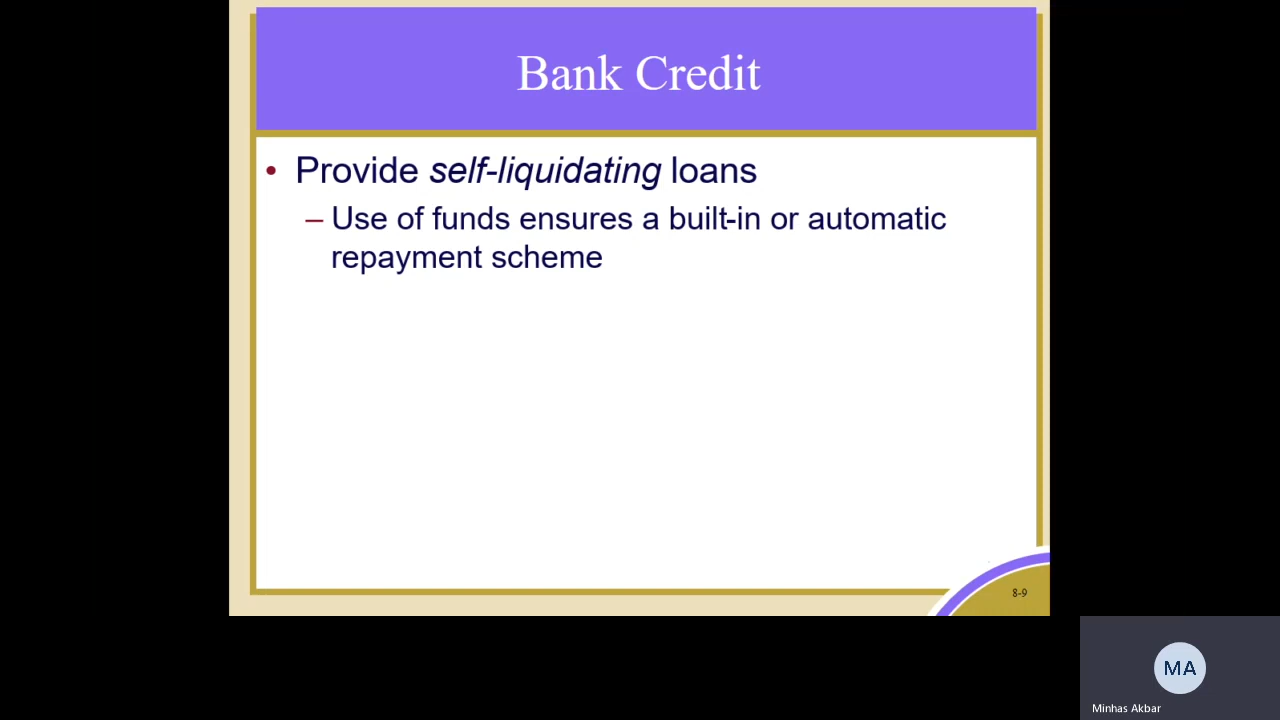 Bank Credit
• Provide self-liquidating loans
– Use of funds ensures a built-in or automatic
repayment scheme
8-9
MA
Minhas Akbar